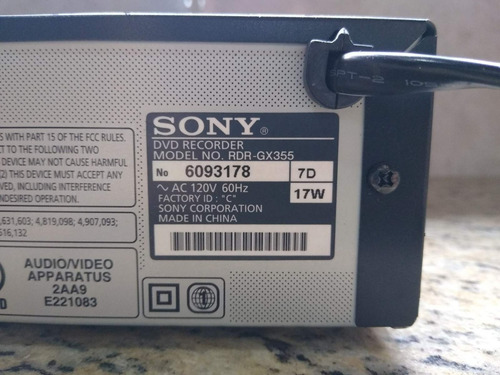 SPT-2
SONY®
DVD RECORDER
MODEL NO. RDR-GX355
No 6093178 7D
~ AC 120V 60Hz 17W
FACTORY ID : "C"
SONY CORPORATION
MADE IN CHINA
S WITH PART 15 OF THE FCC RULES.
CT TO THE FOLLOWING TWO
DEVICE MAY NOT CAUSE HARMFUL
(2) THIS DEVICE MUST ACCEPT ANY
EIVED, INCLUDING INTERFERENCE
NDESIRED OPERATION.
,631,603; 4,819,098; 4,907,093;
516,132
AUDIO/VIDEO
APPARATUS
2AA9
E221083